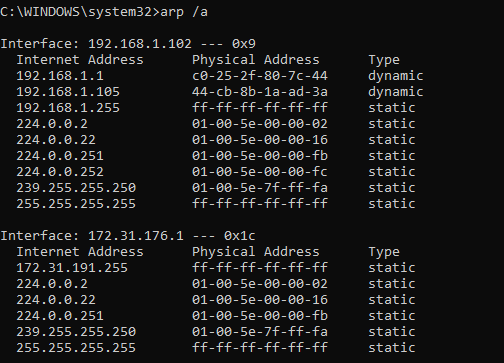 C:\WINDOWS\system32>arp /a
Interface: 192.168.1.102 --- 0x9
Internet Address Physical Address Type
192.168.1.1 c0-25-2f-80-7c-44 dynamic
192.168.1.105 44-cb-8b-1a-ad-3a dynamic
192.168.1.255 ff-ff-ff-ff-ff-ff static
224.0.0.2 01-00-5e-00-00-02 static
224.0.0.22 01-00-5e-00-00-16 static
224.0.0.251 01-00-5e-00-00-fb static
224.0.0.252 01-00-5e-00-00-fc static
239.255.255.250 01-00-5e-7f-ff-fa static
255.255.255.255 ff-ff-ff-ff-ff-ff static
Interface: 172.31.176.1 --- 0x1c
Internet Address Physical Address Type
172.31.191.255 ff-ff-ff-ff-ff-ff static
224.0.0.2 01-00-5e-00-00-02 static
224.0.0.22 01-00-5e-00-00-16 static
224.0.0.251 01-00-5e-00-00-fb static
239.255.255.250 01-00-5e-7f-ff-fa static
255.255.255.255 ff-ff-ff-ff-ff-ff static